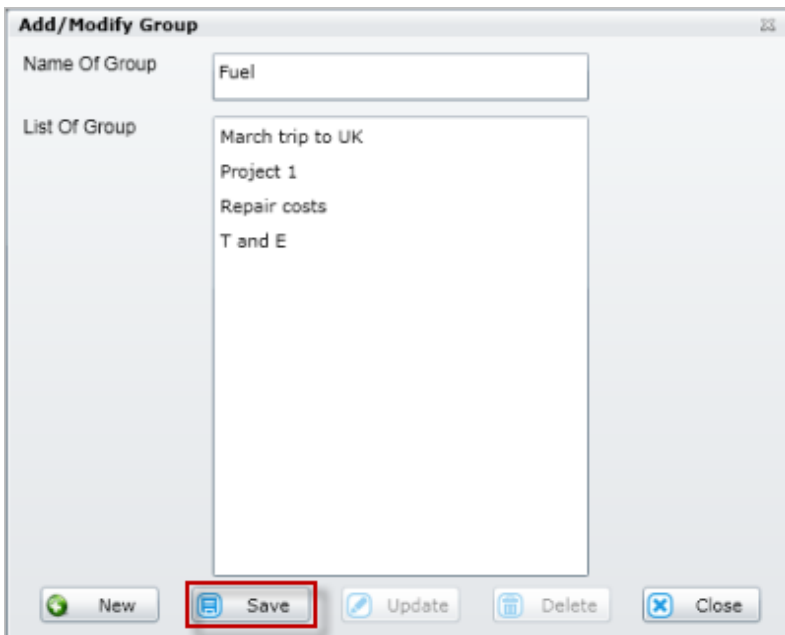 Add/Modify Group
Name Of Group
Fuel
List Of Group
March trip to UK
Project 1
Repair costs
T and E
New
Save
Update
Delete
Close